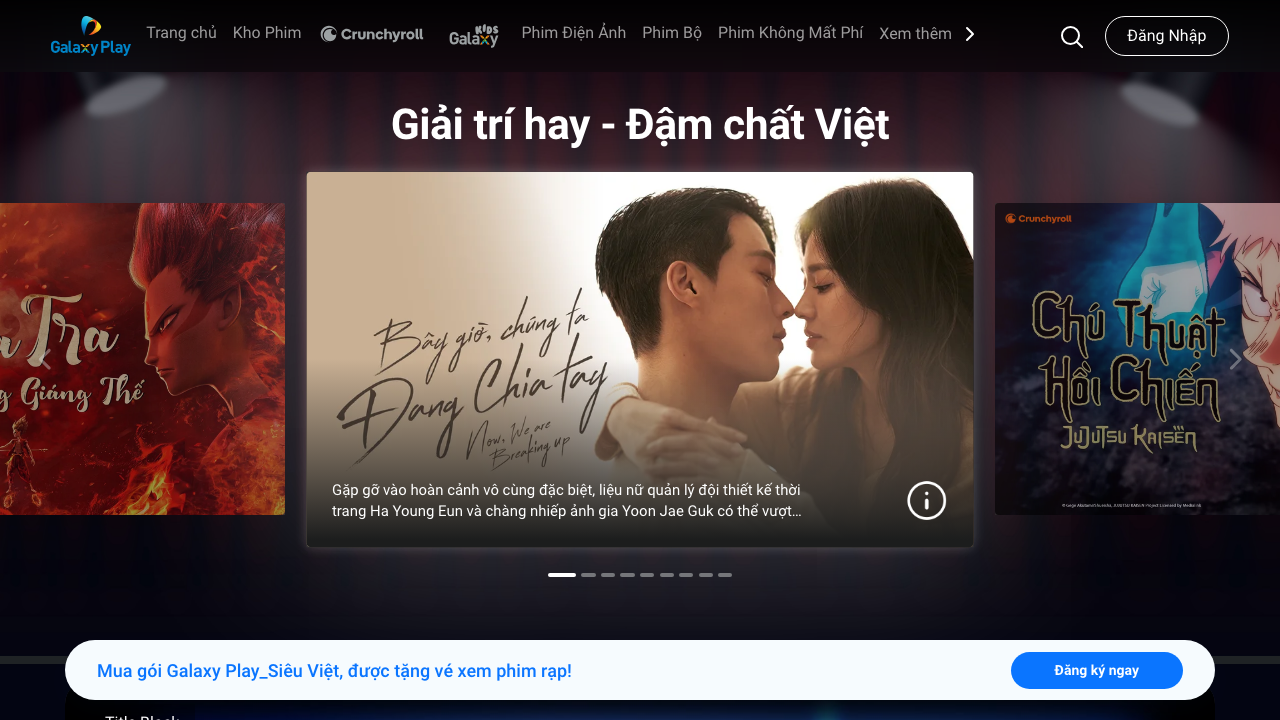 Galaxy Play
Trang chủ
Kho Phim
Crunchyroll
Galaxy KIDS
Phim Điện Ảnh
Phim Bộ
Phim Không Mất Phí
Xem thêm
Đăng Nhập
Giải trí hay - Đậm chất Việt
Tra
Giáng Thế
Bây giờ, chúng ta
Đang Chia tay
Now, We are
Breaking up
Gặp gỡ vào hoàn cảnh vô cùng đặc biệt, liệu nữ quản lý đội thiết kế thời
trang Ha Young Eun và chàng nhiếp ảnh gia Yoon Jae Guk có thể vượt...
Crunchyroll
Chú Thuật
Hồi Chiến
JUJUTSU KAISEN
Mua gói Galaxy Play_Siêu Việt, được tặng vé xem phim rạp!
Đăng ký ngay